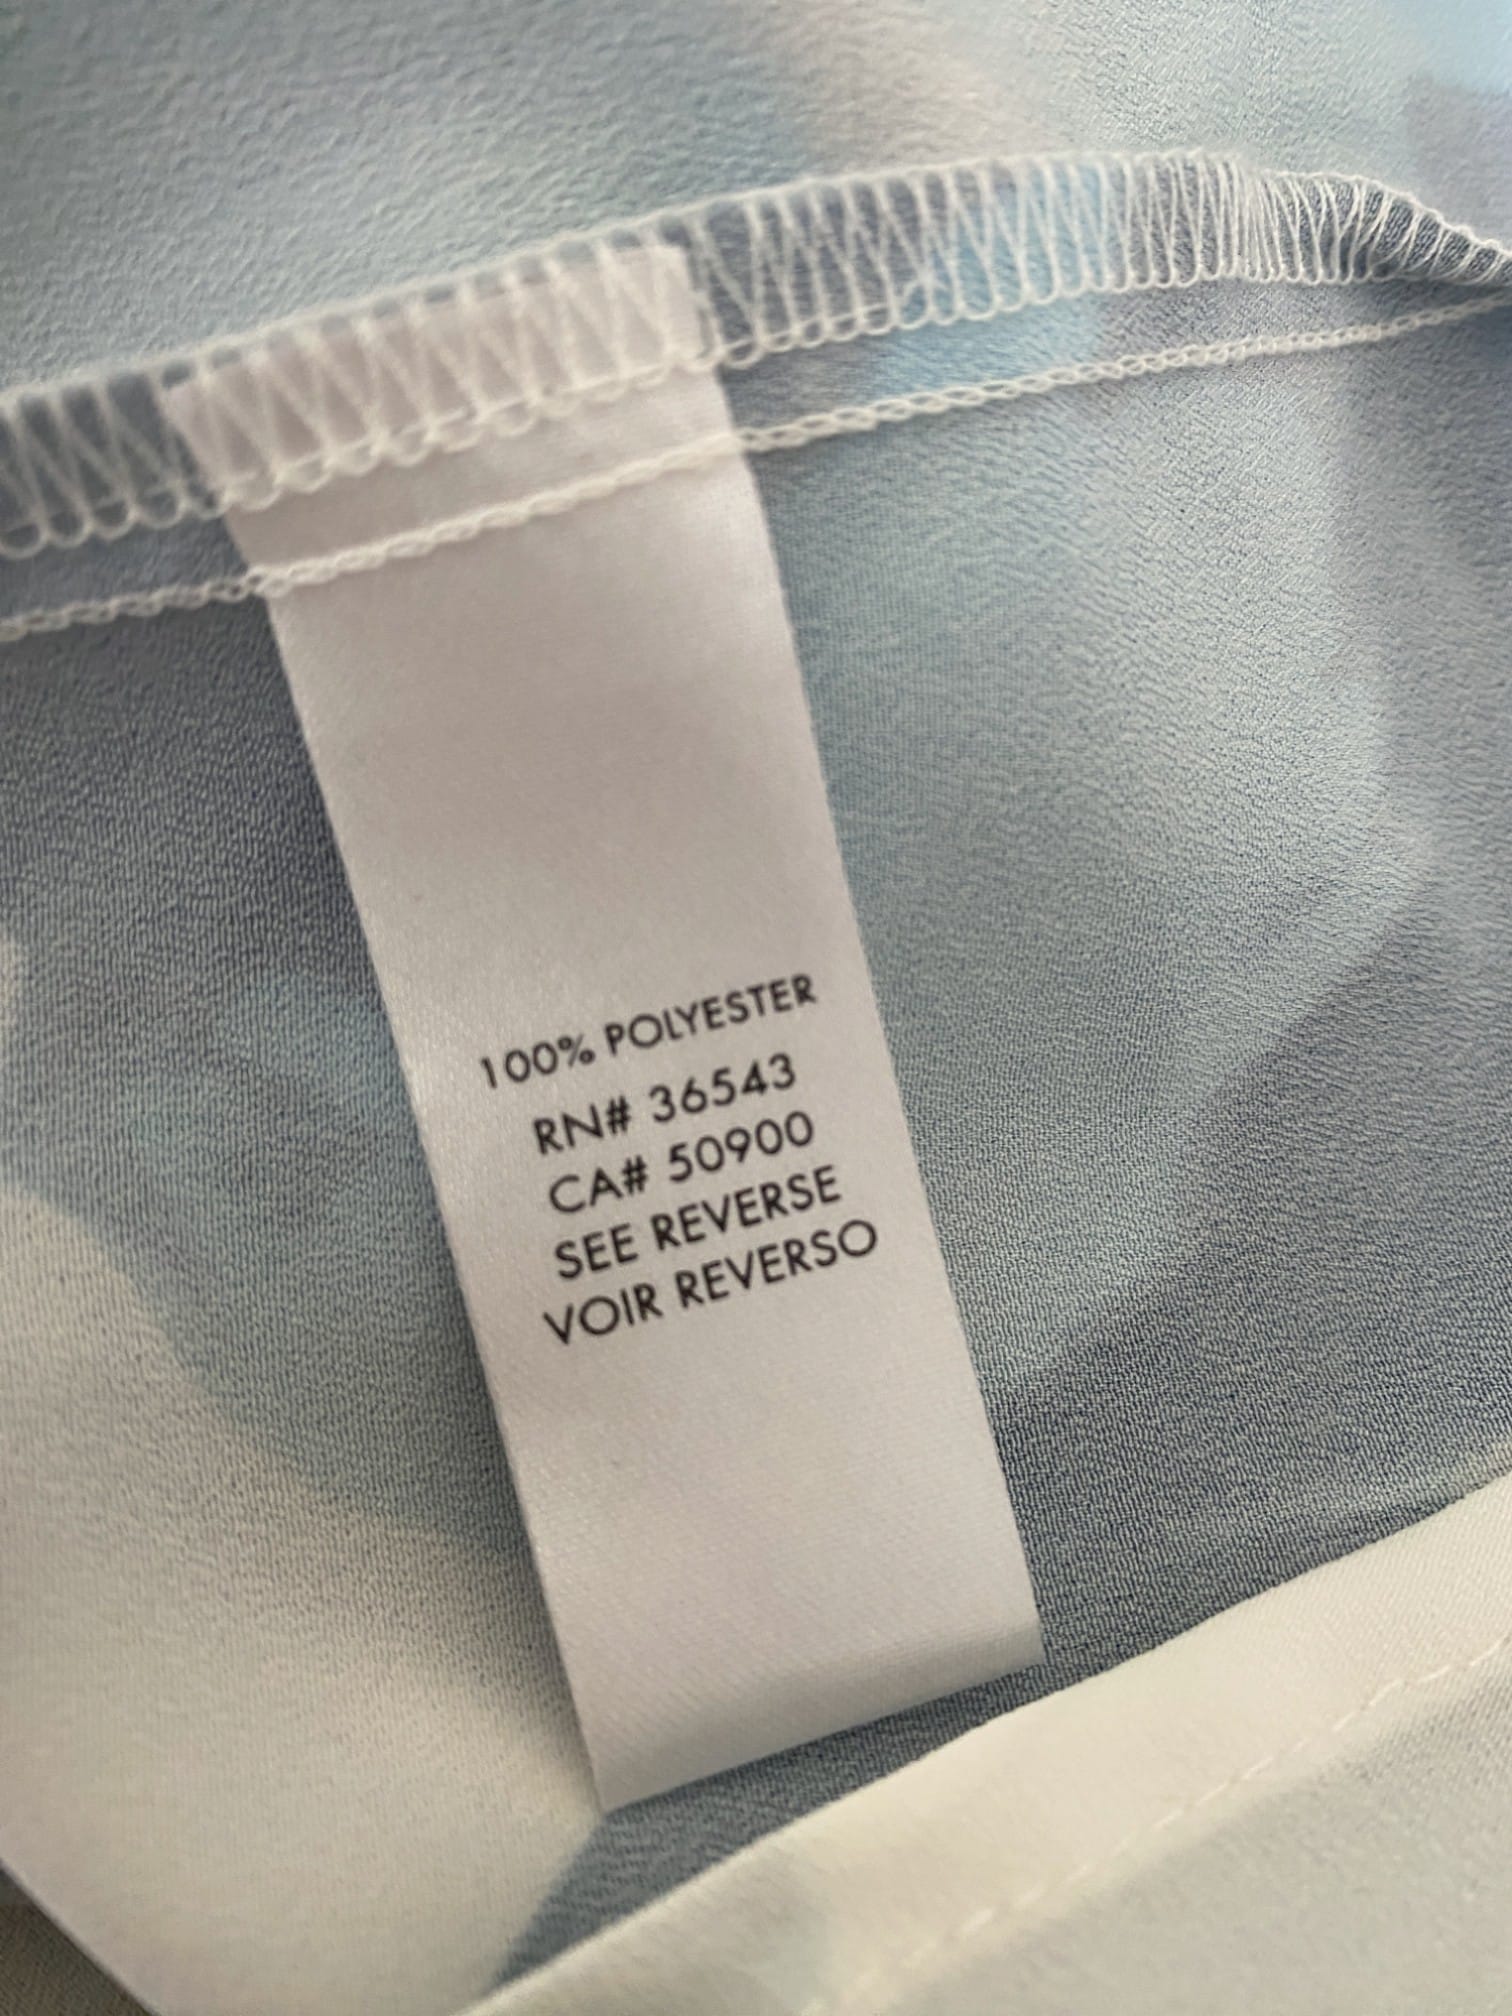 100% POLYESTER
RN# 36543
CA# 50900
SEE REVERSE
VOIR REVERSO